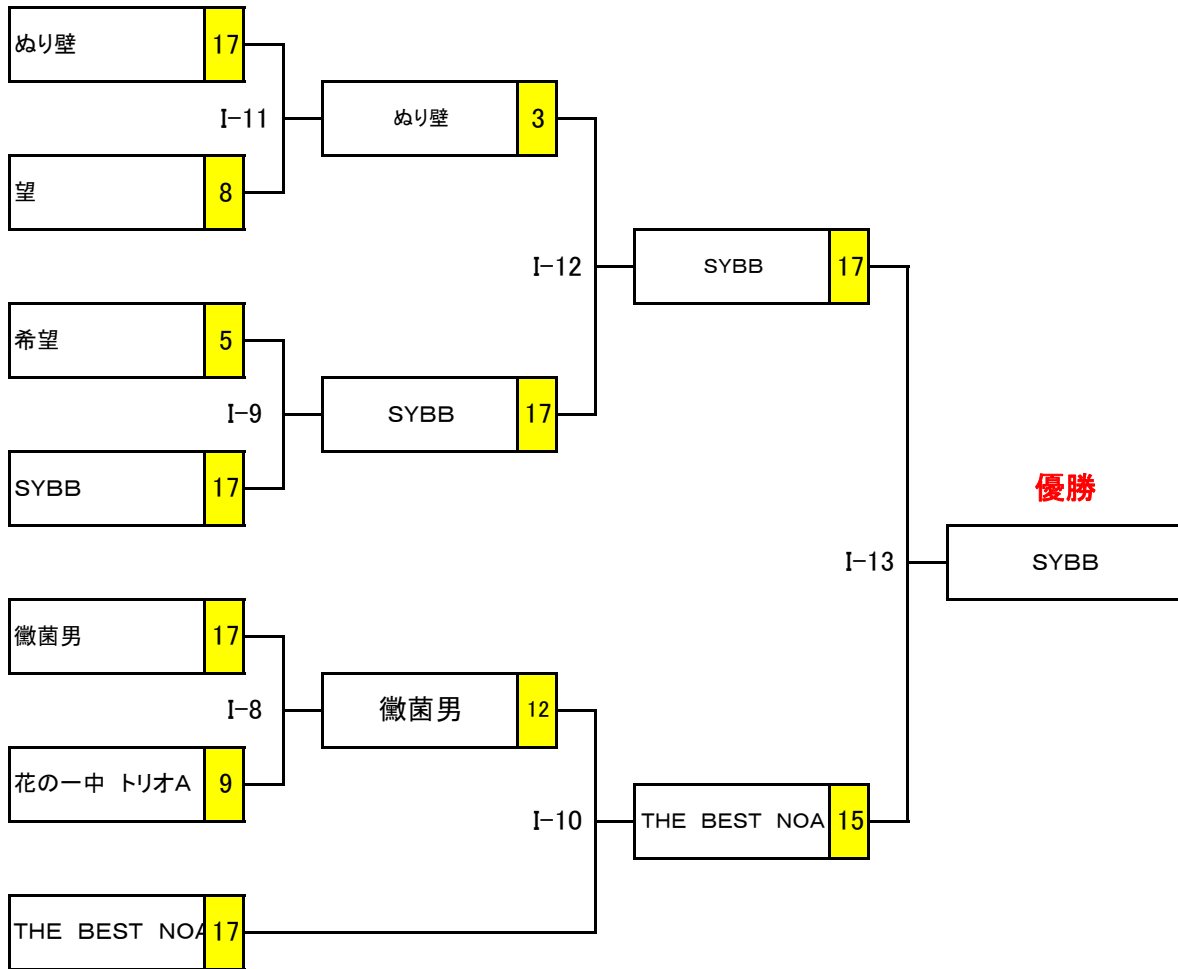 ぬり壁 17
I-11
ぬり壁 3
望 8
I-12
SYBB 17
希望 5
I-9
SYBB 17
SYBB 17
優勝
I-13
SYBB
黴菌男 17
I-8
黴菌男 12
花の一中 トリオA 9
I-10
THE BEST NOA 15
THE BEST NOA 17